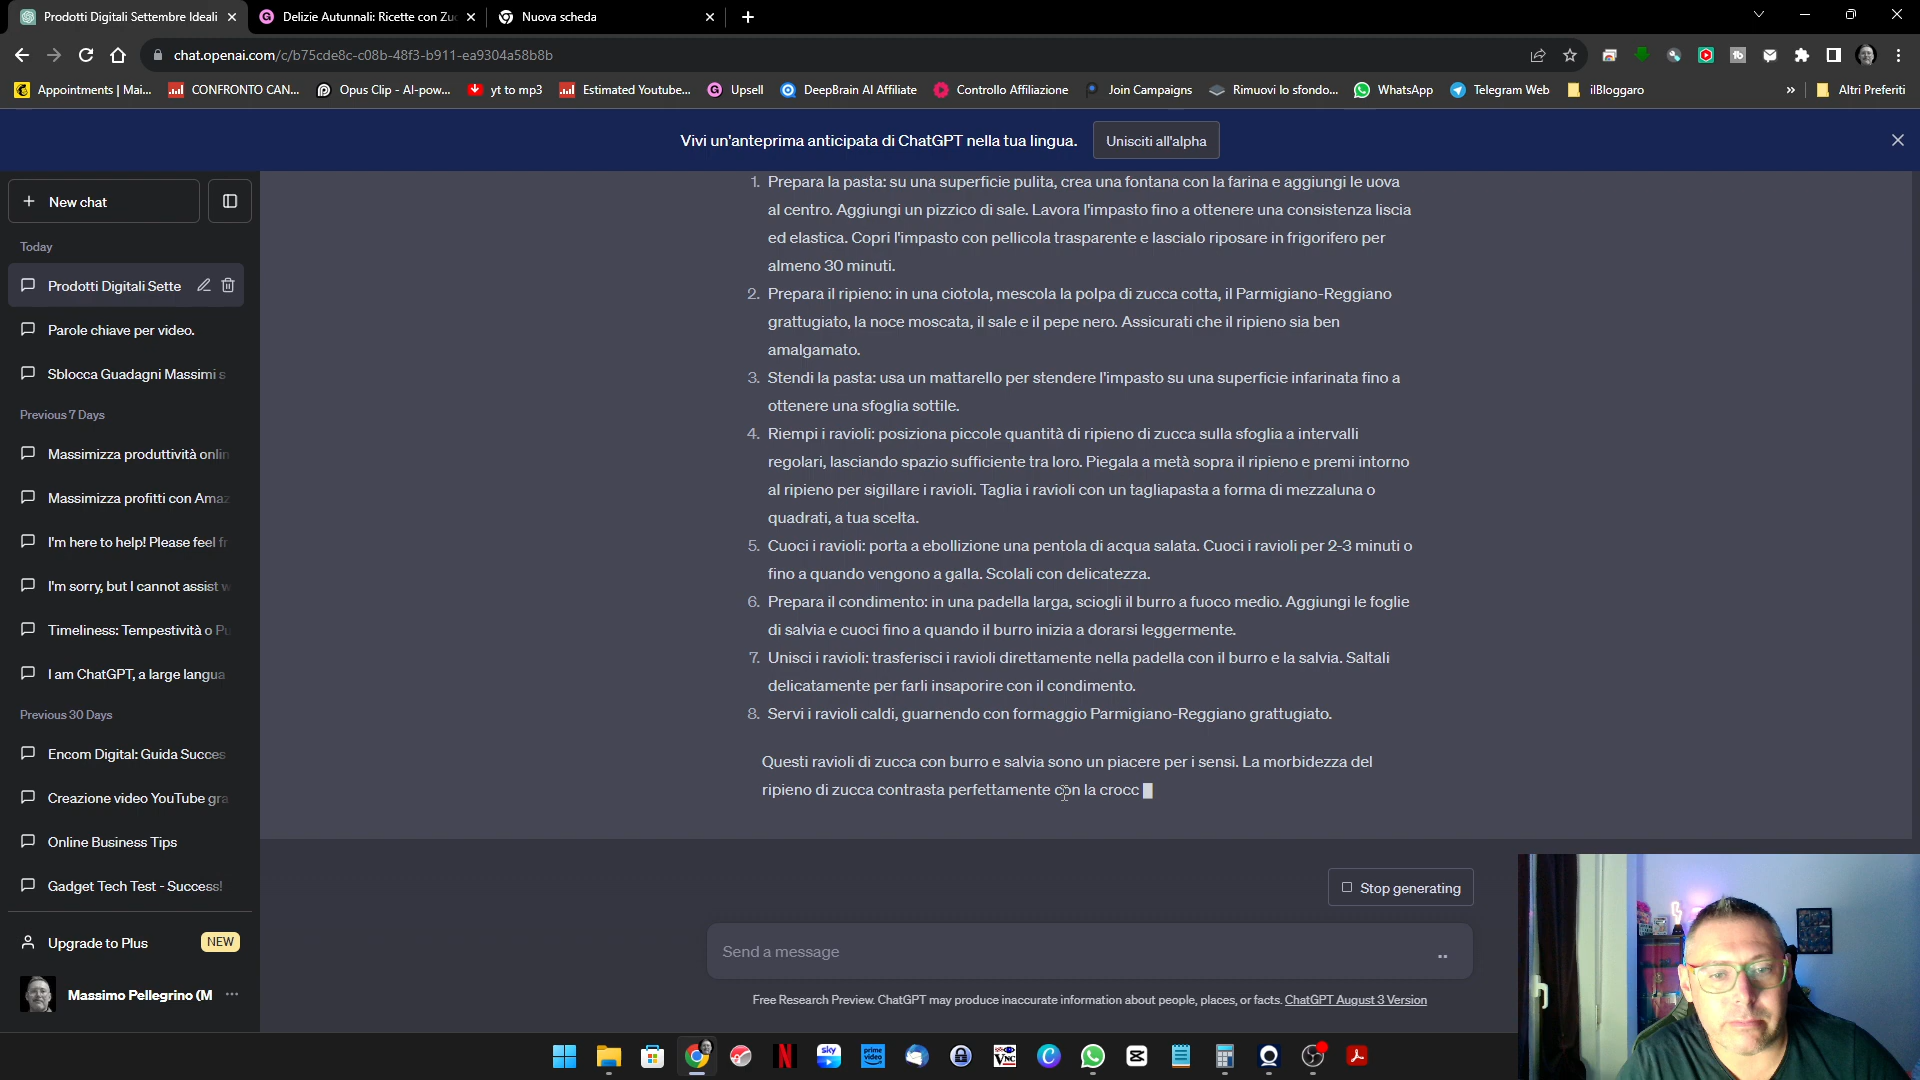 Prodotti Digitali Settembre Ideali
Delizie Autunnali: Ricette con Zuc
Nuova scheda
chat.openai.com/c/b75cde8c-c08b-48f3-b911-ea9304a58b8b
Appointments | Mai...
CONFRONTO CAN...
Opus Clip - AI-pow...
yt to mp3
Estimated Youtube...
Upsell
DeepBrain AI Affiliate
Controllo Affiliazione
Join Campaigns
Rimuovi lo sfondo...
WhatsApp
Telegram Web
ilBloggaro
»
Altri Preferiti
Vivi un'anteprima anticipata di ChatGPT nella tua lingua.
Unisciti all'alpha
+ New chat
Today
Prodotti Digitali Sette
Parole chiave per video.
Sblocca Guadagni Massimi s
Previous 7 Days
Massimizza produttività onlin
Massimizza profitti con Amaz
I'm here to help! Please feel fr
I'm sorry, but I cannot assist w
Timeliness: Tempestività o Pu
I am ChatGPT, a large langua
Previous 30 Days
Encom Digital: Guida Succes
Creazione video YouTube gra
Online Business Tips
Gadget Tech Test - Success!
Upgrade to Plus
NEW
Massimo Pellegrino (M
1. Prepara la pasta: su una superficie pulita, crea una fontana con la farina e aggiungi le uova
al centro. Aggiungi un pizzico di sale. Lavora l'impasto fino a ottenere una consistenza liscia
ed elastica. Copri l'impasto con pellicola trasparente e lascialo riposare in frigorifero per
almeno 30 minuti.
2. Prepara il ripieno: in una ciotola, mescola la polpa di zucca cotta, il Parmigiano-Reggiano
grattugiato, la noce moscata, il sale e il pepe nero. Assicurati che il ripieno sia ben
amalgamato.
3. Stendi la pasta: usa un mattarello per stendere l'impasto su una superficie infarinata fino a
ottenere una sfoglia sottile.
4. Riempi i ravioli: posiziona piccole quantità di ripieno di zucca sulla sfoglia a intervalli
regolari, lasciando spazio sufficiente tra loro. Piegala a metà sopra il ripieno e premi intorno
al ripieno per sigillare i ravioli. Taglia i ravioli con un tagliapasta a forma di mezzaluna o
quadrati, a tua scelta.
5. Cuoci i ravioli: porta a ebollizione una pentola di acqua salata. Cuoci i ravioli per 2-3 minuti o
fino a quando vengono a galla. Scolali con delicatezza.
6. Prepara il condimento: in una padella larga, sciogli il burro a fuoco medio. Aggiungi le foglie
di salvia e cuoci fino a quando il burro inizia a dorarsi leggermente.
7. Unisci i ravioli: trasferisci i ravioli direttamente nella padella con il burro e la salvia. Saltali
delicatamente per farli insaporire con il condimento.
8. Servi i ravioli caldi, guarnendo con formaggio Parmigiano-Reggiano grattugiato.
Questi ravioli di zucca con burro e salvia sono un piacere per i sensi. La morbidezza del
ripieno di zucca contrasta perfettamente con la crocc
Stop generating
Send a message
Free Research Preview. ChatGPT may produce inaccurate information about people, places, or facts. ChatGPT August 3 Version